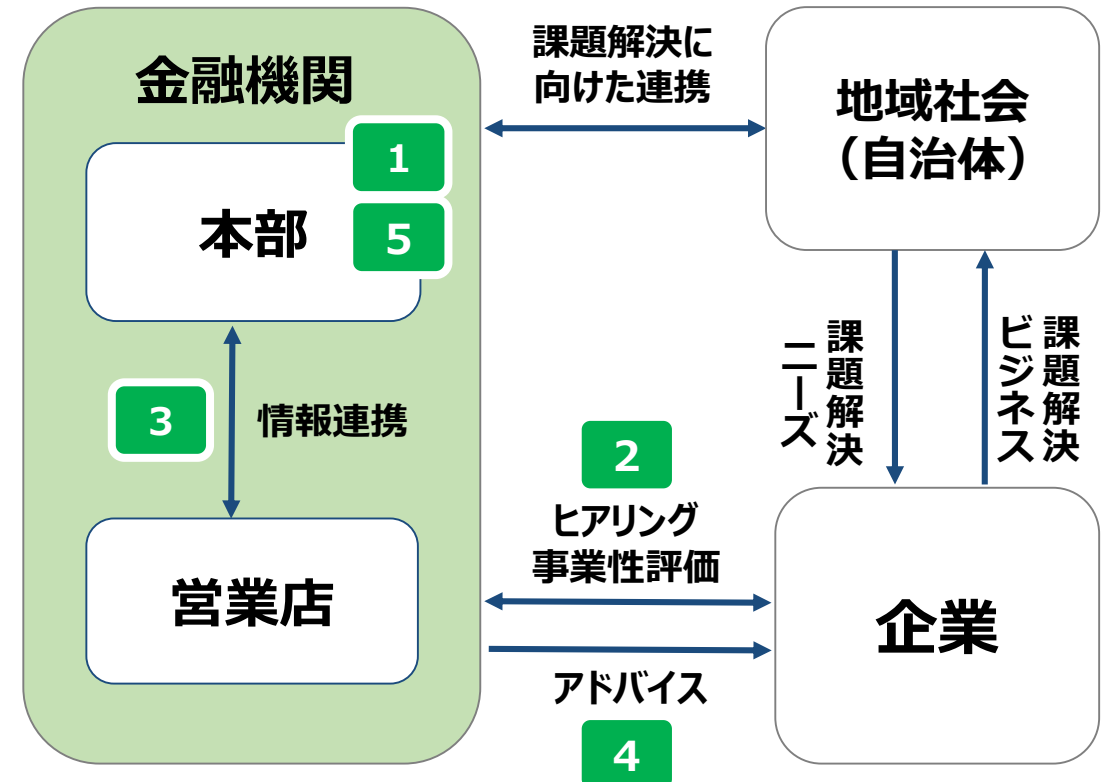 金融機関
本部
1
5
3
情報連携
営業店
課題解決に
向けた連携
地域社会
（自治体）
課題解決
ニーズ
課題解決
ビジネス
2
ヒアリング
事業性評価
アドバイス
4
企業